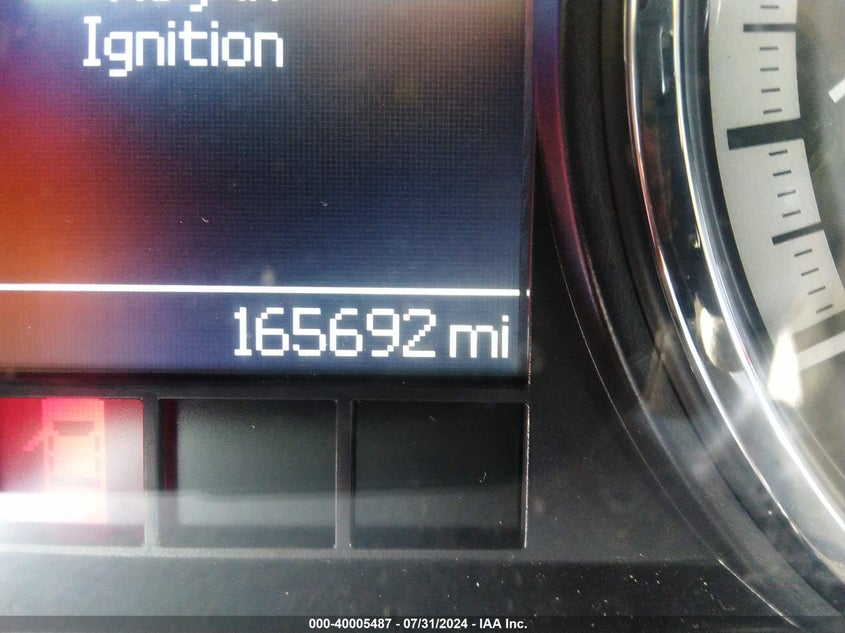 Ignition
165692 mi
000-40005487 - 07/31/2024 - IAA Inc.